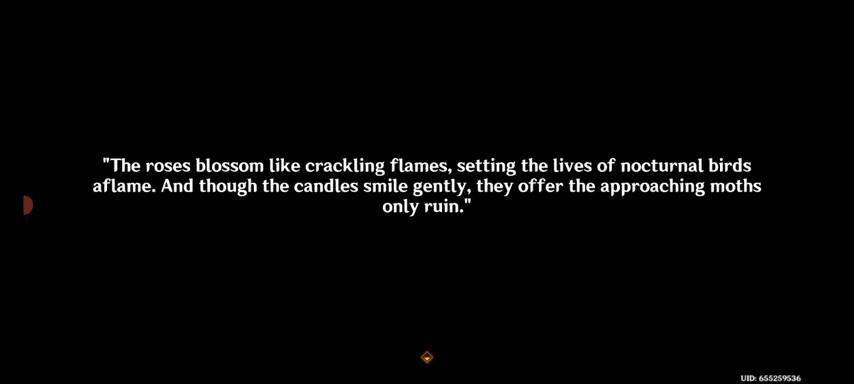 "The roses blossom like crackling flames, setting the lives of nocturnal birds
aflame. And though the candles smile gently, they offer the approaching moths
only ruin."
UID: 655259536